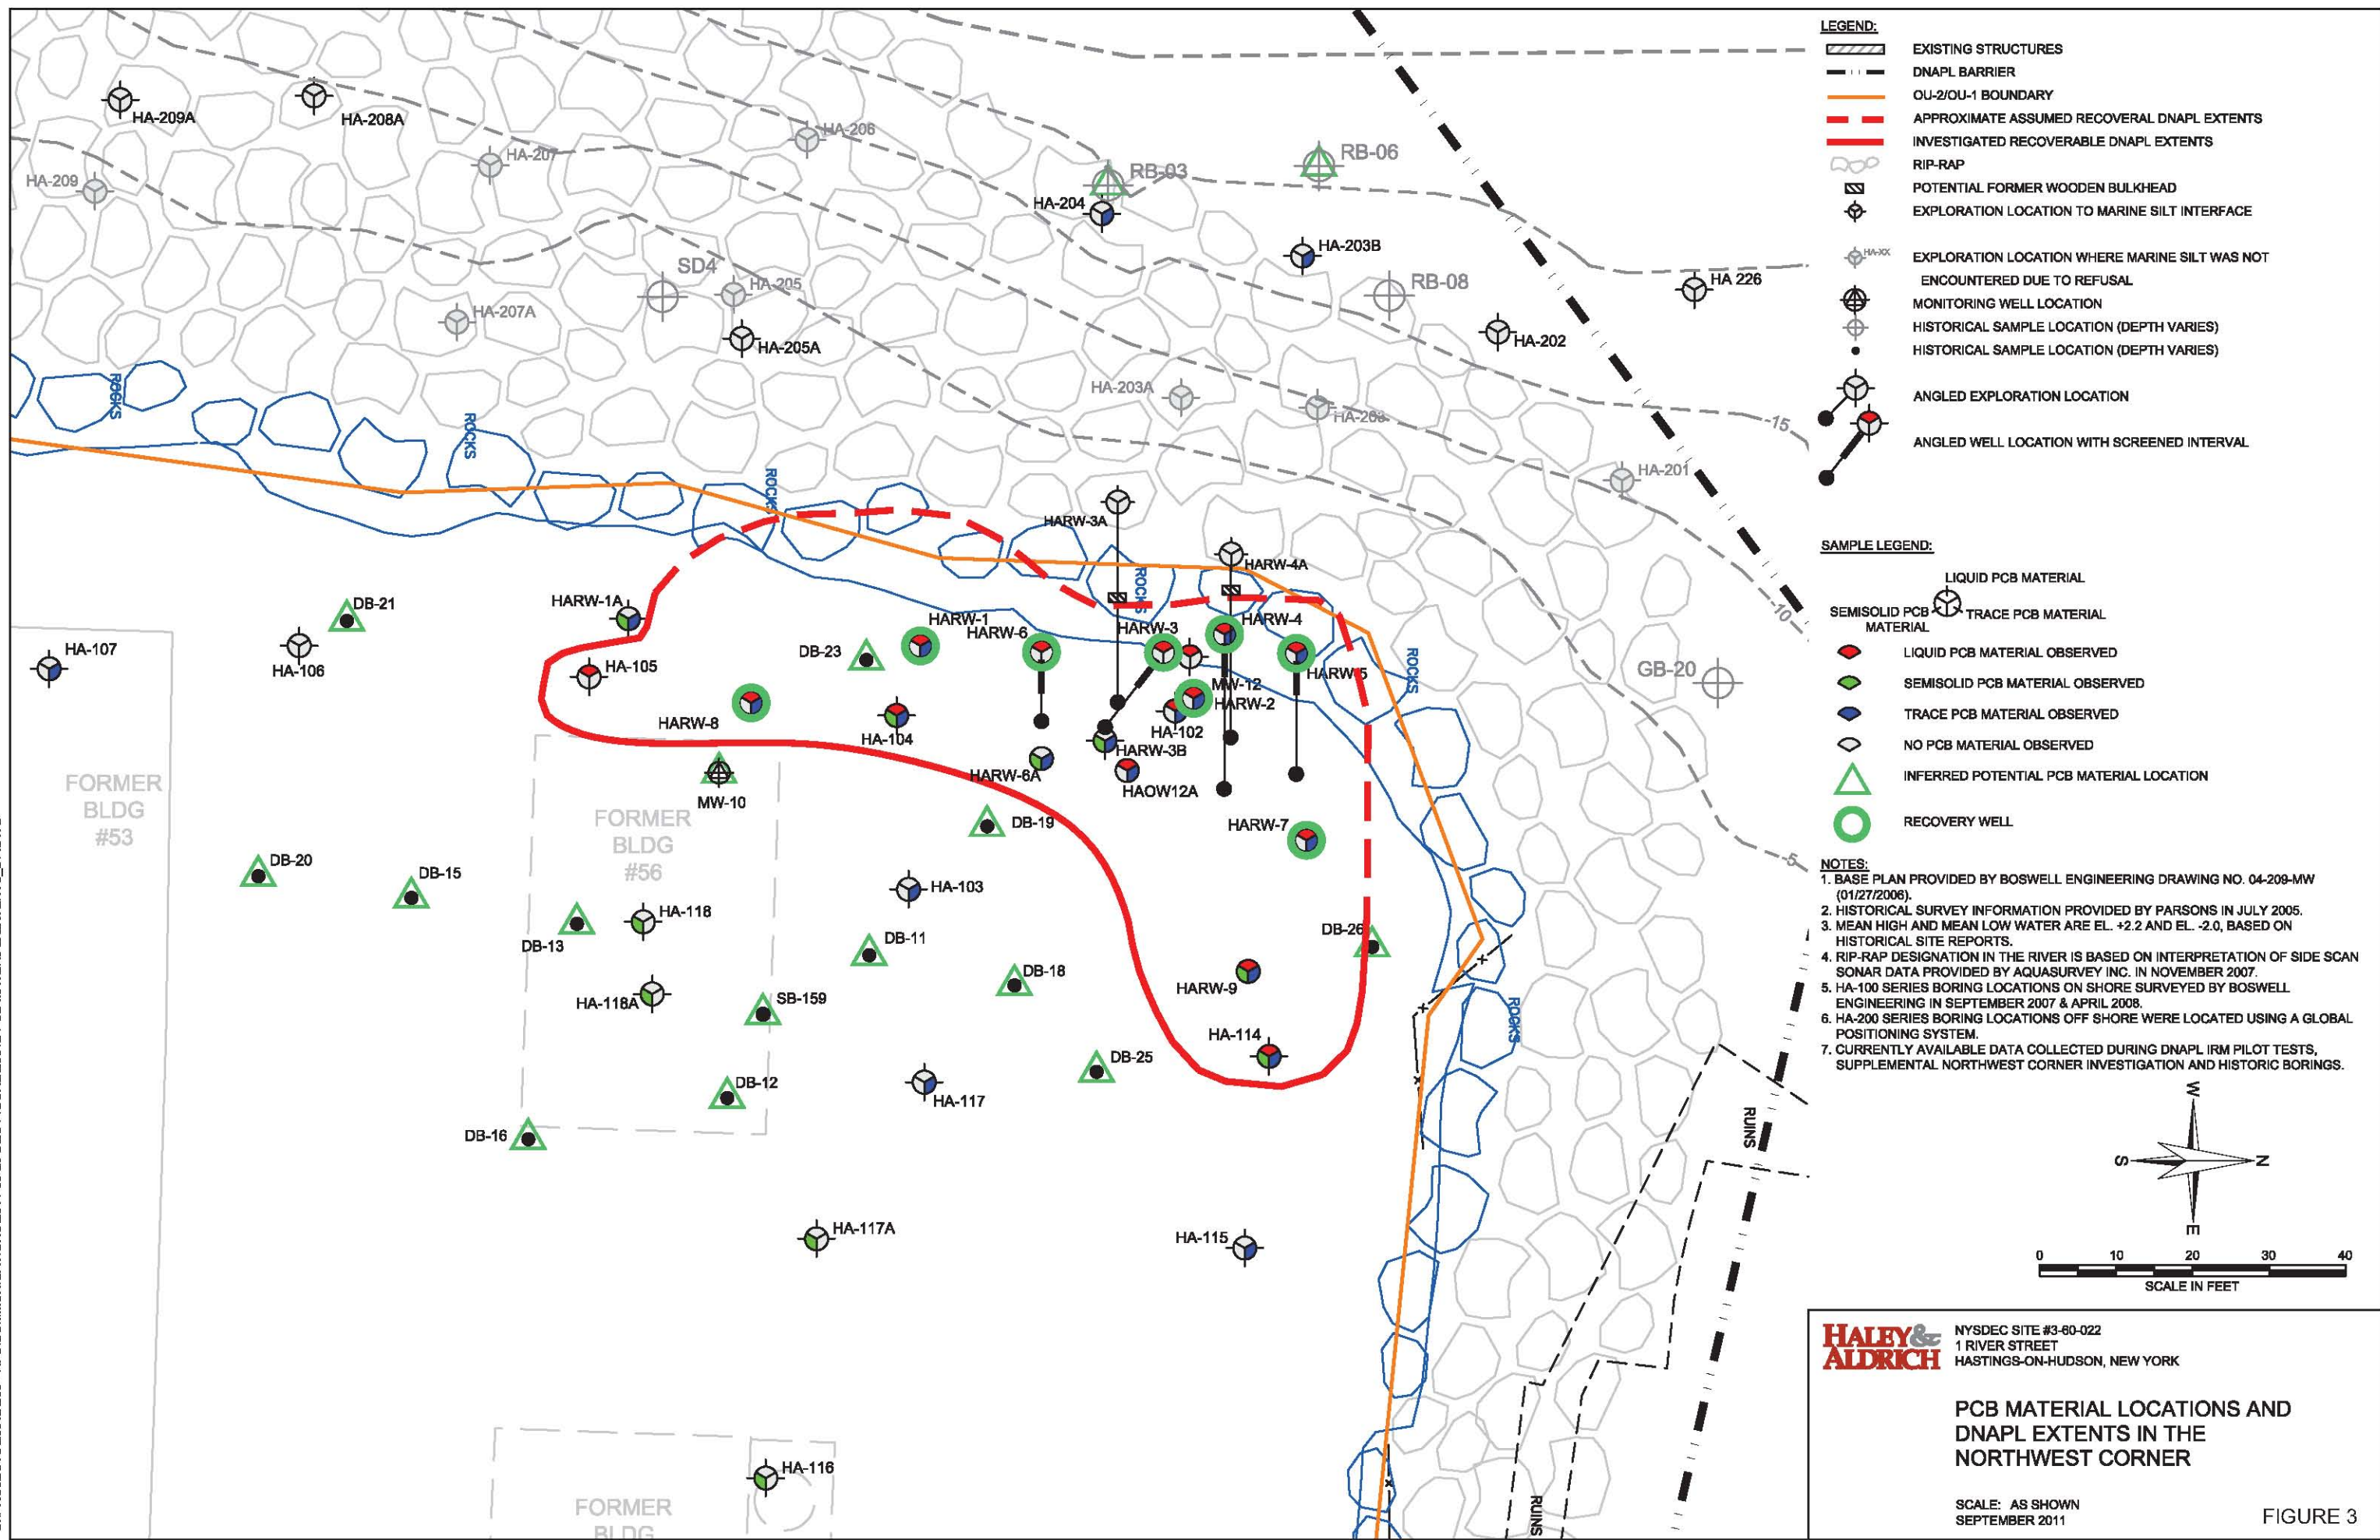 HA-209A
HA-208A
HA-206
HA-207
HA-209
RB-03
RB-06
HA-204
HA-203B
SD4
HA-205
RB-08
HA 226
HA-207A
HA-205A
HA-202
HA-203A
HA-203
-15
ROCKS
ROCKS
ROCKS
HA-201
HARW-3A
HARW-4A
ROCKS
-10
DB-21
HARW-1A
HARW-1
HARW-6
HARW-3
HARW-4
HA-107
HA-106
HA-105
DB-23
HARW-5
ROCKS
GB-20
MW-12
HARW-2
HARW-8
HA-104
HA-102
HARW-3B
HARW-6A
HAOW12A
FORMER
BLDG
#53
MW-10
FORMER
BLDG
#56
DB-19
HARW-7
-5
DB-20
DB-15
HA-103
HA-118
DB-13
DB-11
DB-26
DB-18
HARW-9
HA-118A
SB-159
ROCKS
HA-114
DB-25
DB-12
HA-117
DB-16
RUINS
HA-117A
HA-115
HA-116
FORMER
BLDG
RUINS
LEGEND:
EXISTING STRUCTURES
DNAPL BARRIER
OU-2/OU-1 BOUNDARY
APPROXIMATE ASSUMED RECOVERAL DNAPL EXTENTS
INVESTIGATED RECOVERABLE DNAPL EXTENTS
RIP-RAP
POTENTIAL FORMER WOODEN BULKHEAD
EXPLORATION LOCATION TO MARINE SILT INTERFACE
HA-XX
EXPLORATION LOCATION WHERE MARINE SILT WAS NOT
ENCOUNTERED DUE TO REFUSAL
MONITORING WELL LOCATION
HISTORICAL SAMPLE LOCATION (DEPTH VARIES)
HISTORICAL SAMPLE LOCATION (DEPTH VARIES)
ANGLED EXPLORATION LOCATION
ANGLED WELL LOCATION WITH SCREENED INTERVAL
SAMPLE LEGEND:
LIQUID PCB MATERIAL
SEMISOLID PCB
MATERIAL
TRACE PCB MATERIAL
LIQUID PCB MATERIAL OBSERVED
SEMISOLID PCB MATERIAL OBSERVED
TRACE PCB MATERIAL OBSERVED
NO PCB MATERIAL OBSERVED
INFERRED POTENTIAL PCB MATERIAL LOCATION
RECOVERY WELL
NOTES:
1. BASE PLAN PROVIDED BY BOSWELL ENGINEERING DRAWING NO. 04-209-MW
(01/27/2006).
2. HISTORICAL SURVEY INFORMATION PROVIDED BY PARSONS IN JULY 2005.
3. MEAN HIGH AND MEAN LOW WATER ARE EL. +2.2 AND EL. -2.0, BASED ON
HISTORICAL SITE REPORTS.
4. RIP-RAP DESIGNATION IN THE RIVER IS BASED ON INTERPRETATION OF SIDE SCAN
SONAR DATA PROVIDED BY AQUASURVEY INC. IN NOVEMBER 2007.
5. HA-100 SERIES BORING LOCATIONS ON SHORE SURVEYED BY BOSWELL
ENGINEERING IN SEPTEMBER 2007 & APRIL 2008.
6. HA-200 SERIES BORING LOCATIONS OFF SHORE WERE LOCATED USING A GLOBAL
POSITIONING SYSTEM.
7. CURRENTLY AVAILABLE DATA COLLECTED DURING DNAPL IRM PILOT TESTS,
SUPPLEMENTAL NORTHWEST CORNER INVESTIGATION AND HISTORIC BORINGS.
W
S
N
E
0 10 20 30 40
SCALE IN FEET
HALEY&
ALDRICH
NYSDEC SITE #3-60-022
1 RIVER STREET
HASTINGS-ON-HUDSON, NEW YORK
PCB MATERIAL LOCATIONS AND
DNAPL EXTENTS IN THE
NORTHWEST CORNER
SCALE: AS SHOWN
SEPTEMBER 2011
FIGURE 3